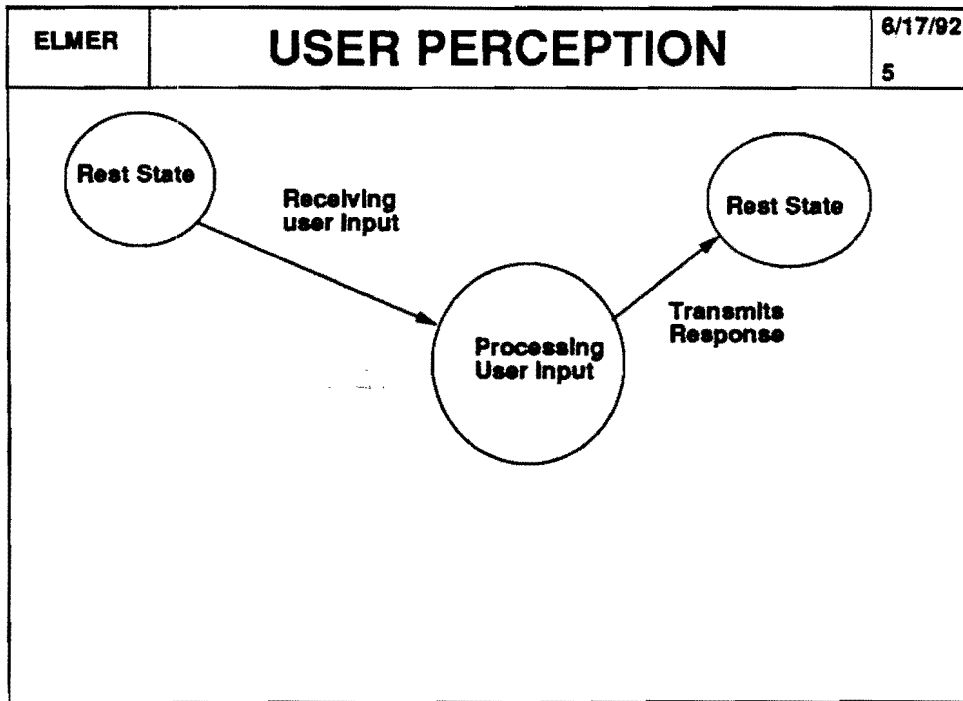 ELMER
USER PERCEPTION
6/17/92
5
Rest State
Receiving
user Input
Processing
User Input
Transmits
Response
Rest State